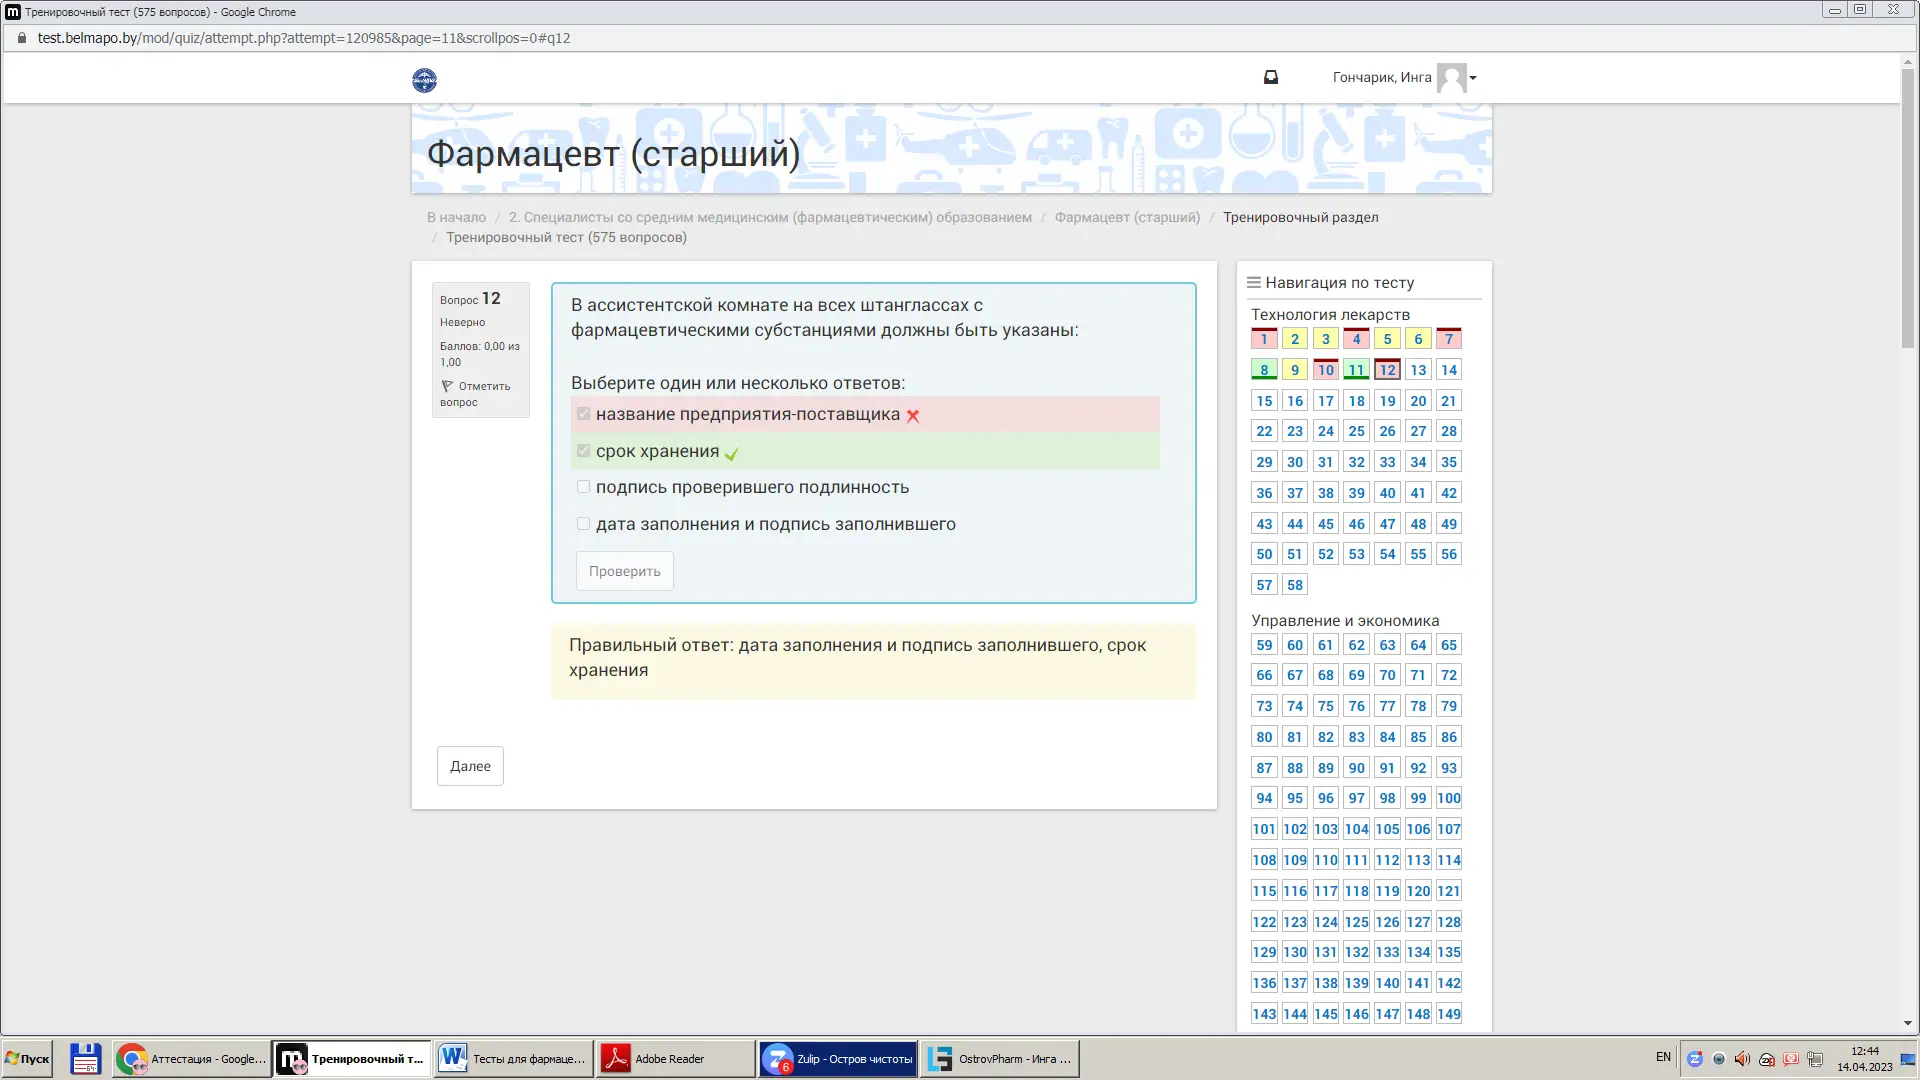 Тренировочный тест (575 вопросов) - Google Chrome
test.belmapo.by/mod/quiz/attempt.php?attempt=120985&page=11&scrollpos=0#q12
Гончарик, Инга
Фармацевт (старший)
В начало / 2. Специалисты со средним медицинским (фармацевтическим) образованием / Фармацевт (старший) / Тренировочный раздел
/ Тренировочный тест (575 вопросов)
Вопрос 12
Неверно
Баллов: 0,00 из
1,00
Отметить
вопрос
В ассистентской комнате на всех штангласcах с
фармацевтическими субстанциями должны быть указаны:
Выберите один или несколько ответов:
название предприятия-поставщика
срок хранения
подпись проверившего подлинность
дата заполнения и подпись заполнившего
Проверить
Правильный ответ: дата заполнения и подпись заполнившего, срок
хранения
Далее
Навигация по тесту
Технология лекарств
1 2 3 4 5 6 7
8 9 10 11 12 13 14
15 16 17 18 19 20 21
22 23 24 25 26 27 28
29 30 31 32 33 34 35
36 37 38 39 40 41 42
43 44 45 46 47 48 49
50 51 52 53 54 55 56
57 58
Управление и экономика
59 60 61 62 63 64 65
66 67 68 69 70 71 72
73 74 75 76 77 78 79
80 81 82 83 84 85 86
87 88 89 90 91 92 93
94 95 96 97 98 99 100
101 102 103 104 105 106 107
108 109 110 111 112 113 114
115 116 117 118 119 120 121
122 123 124 125 126 127 128
129 130 131 132 133 134 135
136 137 138 139 140 141 142
143 144 145 146 147 148 149
Пуск
Аттестация - Google...
Тренировочный т...
Тесты для фармаце...
Adobe Reader
6
Zulip - Остров чистоты
OstrovPharm - Инга ...
EN
12:44
14.04.2023